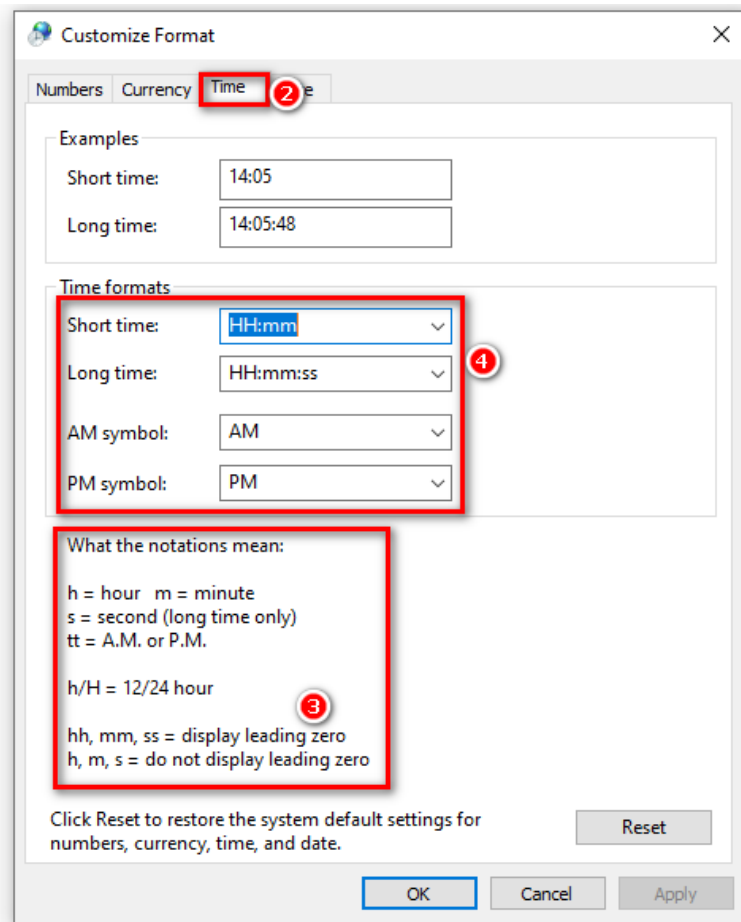 Customize Format
Numbers Currency Time 2 e
Examples
Short time: 14:05
Long time: 14:05:48
Time formats
Short time: HH:mm
4
Long time: HH:mm:ss
AM symbol: AM
PM symbol: PM
What the notations mean:
h = hour m = minute
s = second (long time only)
tt = A.M. or P.M.
h/H = 12/24 hour
3
hh, mm, ss = display leading zero
h, m, s = do not display leading zero
Click Reset to restore the system default settings for
numbers, currency, time, and date.
Reset
OK Cancel Apply